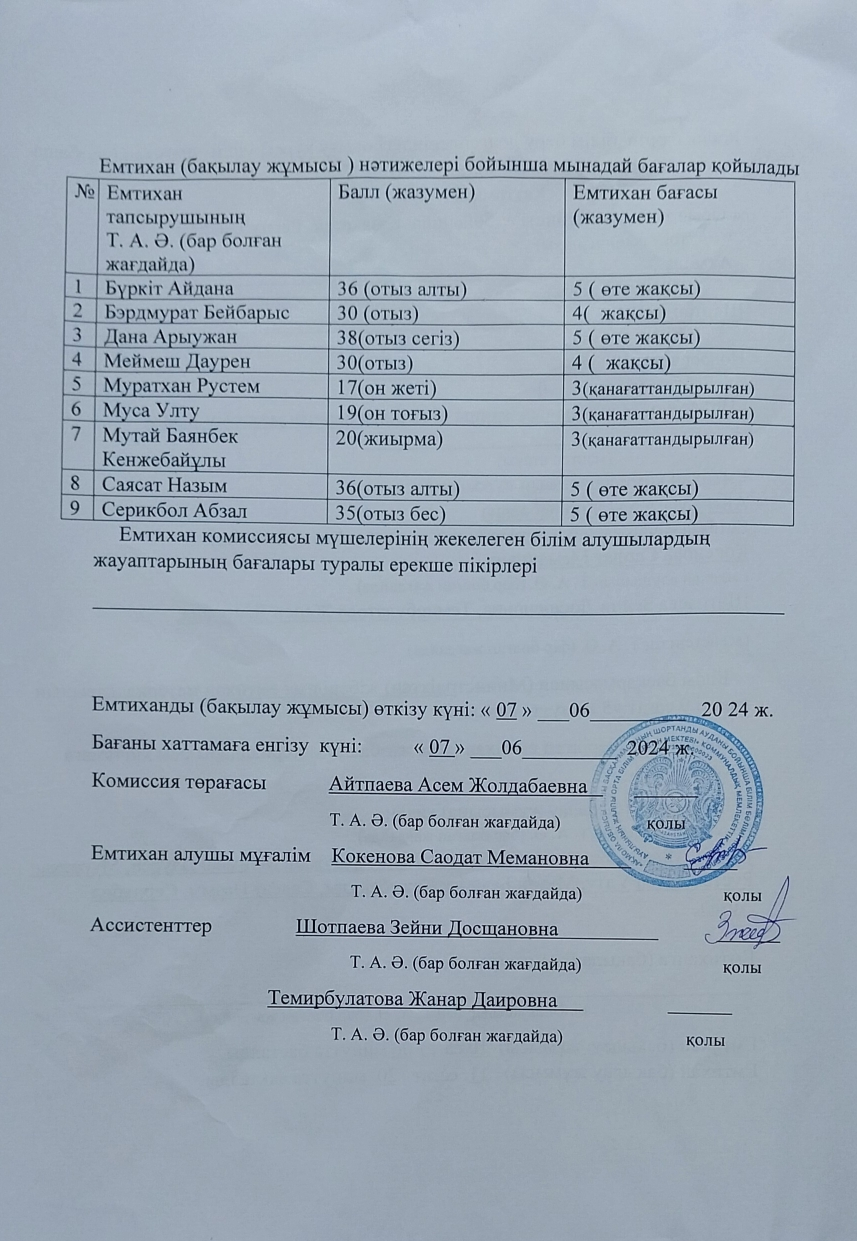 Емтихан (бақылау жұмысы ) нәтижелері бойынша мынадай бағалар қойылады
№ Емтихан тапсырушының Т. А. Ә. (бар болған жағдайда) Балл (жазумен) Емтихан бағасы (жазумен)
1 Бүркіт Айдана 36 (отыз алты) 5 ( өте жақсы)
2 Бэрдмурат Бейбарыс 30 (отыз) 4( жақсы)
3 Дана Арыужан 38(отыз сегіз) 5 ( өте жақсы)
4 Меймеш Даурен 30(отыз) 4 ( жақсы)
5 Муратхан Рустем 17(он жеті) 3(қанағаттандырылған)
6 Муса Улту 19(он тоғыз) 3(қанағаттандырылған)
7 Мутай Баянбек Кенжебайұлы 20(жиырма) 3(қанағаттандырылған)
8 Саясат Назым 36(отыз алты) 5 ( өте жақсы)
9 Серикбол Абзал 35(отыз бес) 5 ( өте жақсы)
Емтихан комиссиясы мүшелерінің жекелеген білім алушылардың
жауаптарының бағалары туралы ерекше пікірлері
Емтиханды (бақылау жұмысы) өткізу күні: « 07 » ___06__________ 20 24 ж.
Бағаны хаттамаға енгізу күні: « 07 » ___06__________ 2024 ж.
Комиссия төрағасы Айтпаева Асем Жолдабаевна
Т. А. Ә. (бар болған жағдайда) қолы
Емтихан алушы мұғалім Кокенова Саодат Мемановна
Т. А. Ә. (бар болған жағдайда) қолы
Ассистенттер Шотпаева Зейни Досщановна
Т. А. Ә. (бар болған жағдайда) қолы
Темирбулатова Жанар Даировна
Т. А. Ә. (бар болған жағдайда) қолы